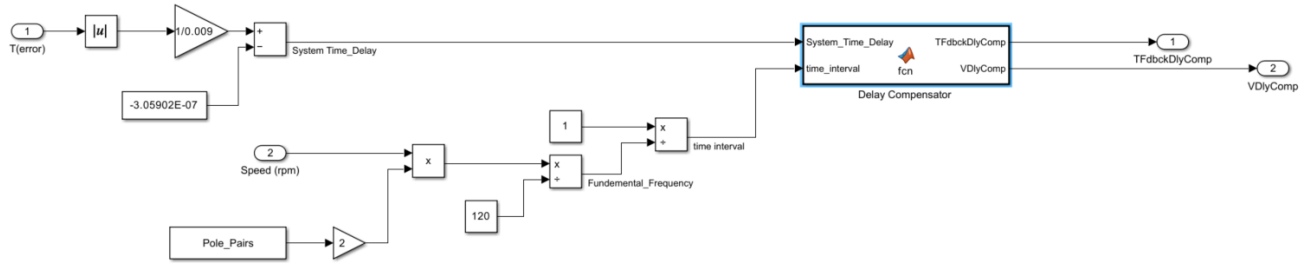 1
T(error)
|u|
1/0.009
+
−
System Time_Delay
-3.05902E-07
System_Time_Delay
time_interval
fcn
TFdbckDlyComp
VDlyComp
Delay Compensator
1
TFdbckDlyComp
2
VDlyComp
1
x
÷
time interval
2
Speed (rpm)
x
x
÷
Fundemental_Frequency
120
Pole_Pairs
2